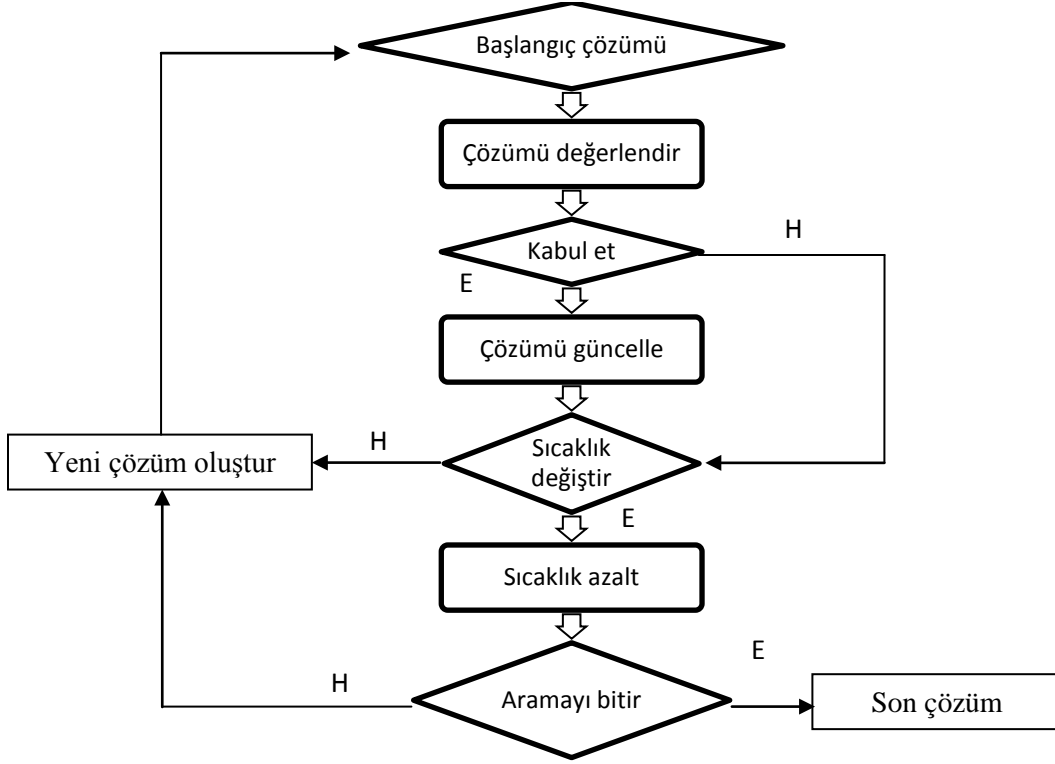 Başlangıç çözümü
Çözümü değerlendir
Kabul et
H
E
Çözümü güncelle
Yeni çözüm oluştur
H
Sıcaklık
değiştir
E
Sıcaklık azalt
H
Aramayı bitir
E
Son çözüm